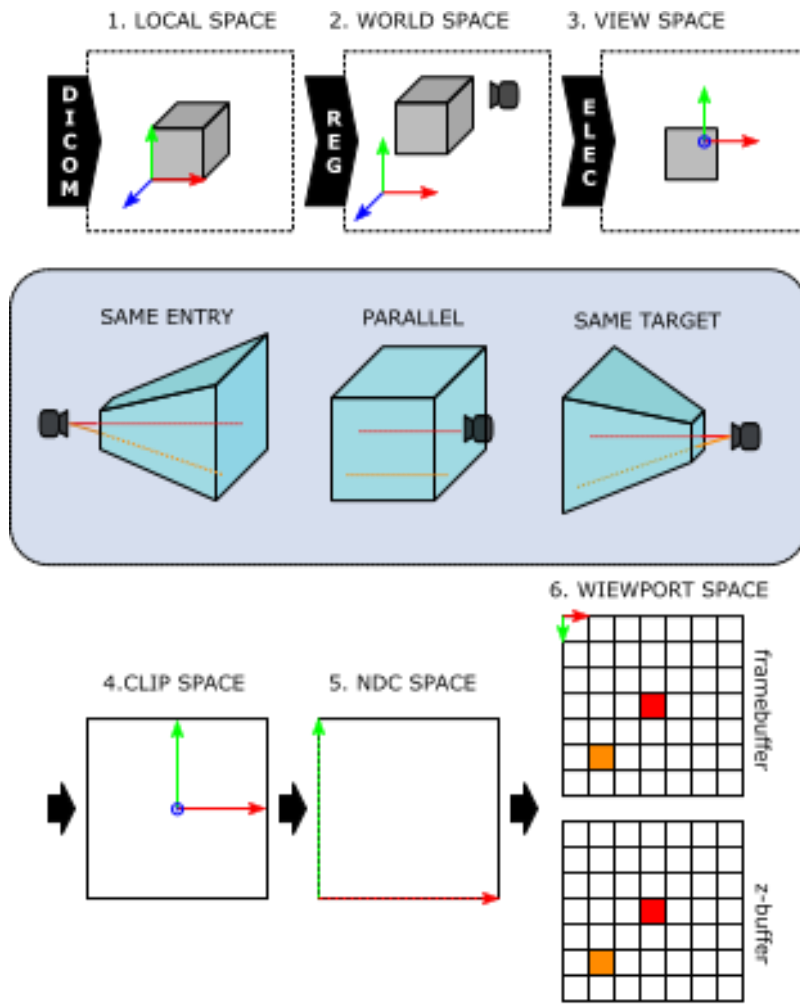 1. LOCAL SPACE
2. WORLD SPACE
3. VIEW SPACE
DICOM
REG
ELEC
SAME ENTRY
PARALLEL
SAME TARGET
6. WIEWPORT SPACE
4.CLIP SPACE
5. NDC SPACE
framebuffer
z-buffer